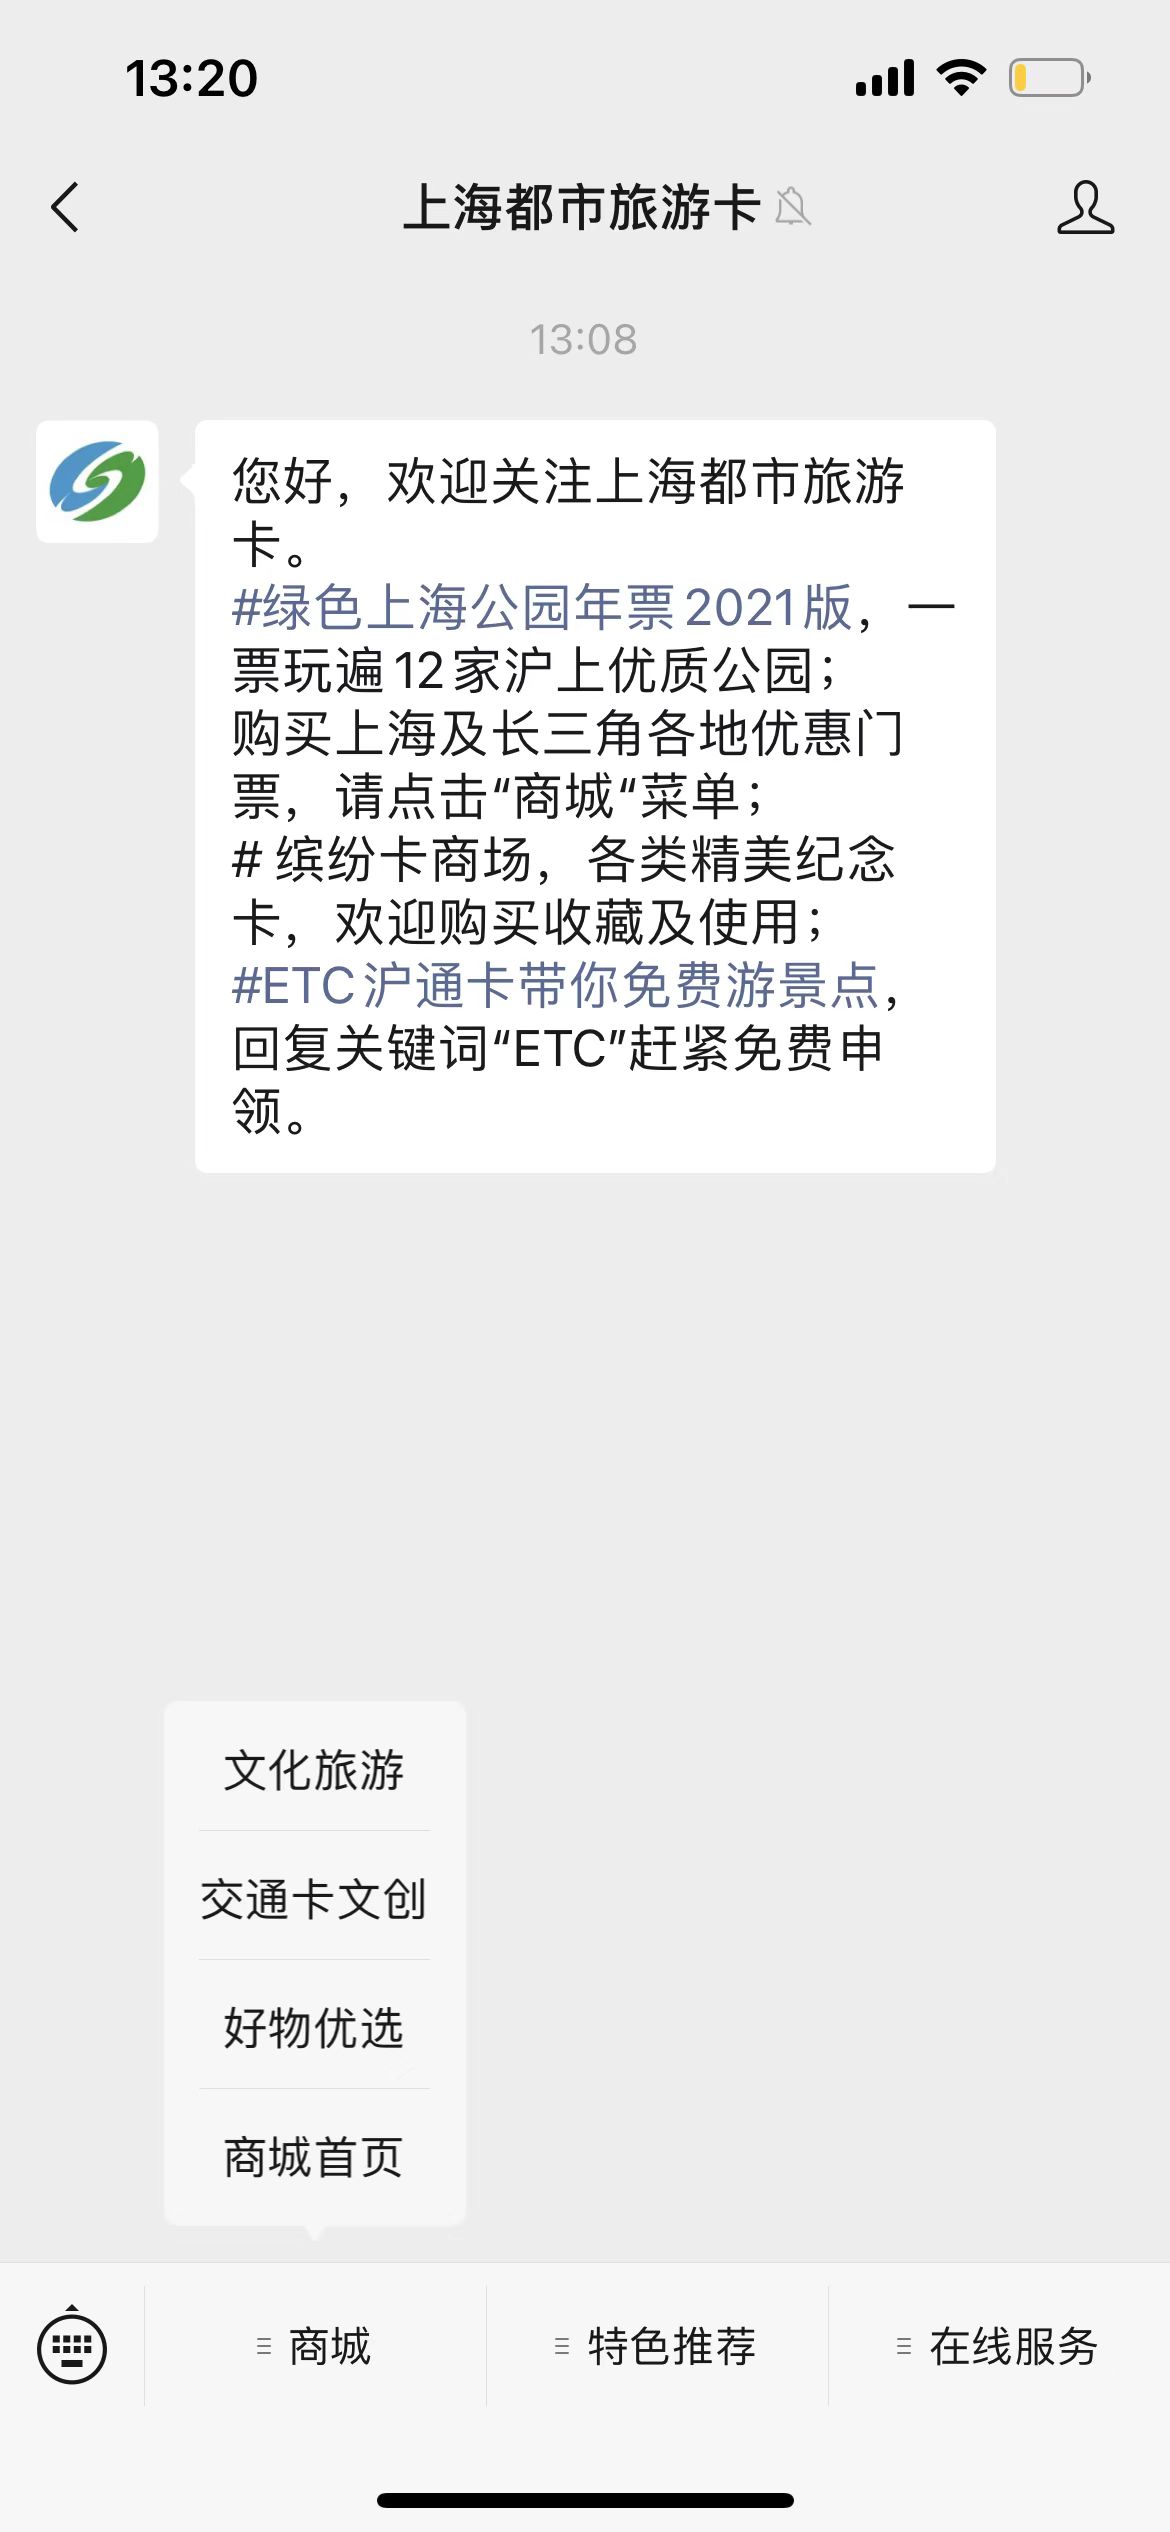 13:20
上海都市旅游卡
13:08
您好，欢迎关注上海都市旅游
卡。
#绿色上海公园年票2021版，一
票玩遍12家沪上优质公园；
购买上海及长三角各地优惠门
票，请点击“商城“菜单；
# 缤纷卡商场，各类精美纪念
卡，欢迎购买收藏及使用；
#ETC沪通卡带你免费游景点，
回复关键词“ETC”赶紧免费申
领。
文化旅游
交通卡文创
好物优选
商城首页
商城
特色推荐
在线服务